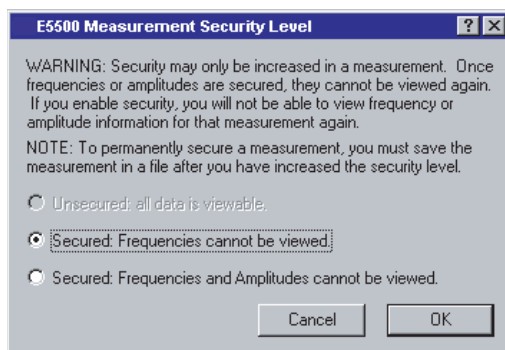 E5500 Measurement Security Level
WARNING: Security may only be increased in a measurement. Once
frequencies or amplitudes are secured, they cannot be viewed again.
If you enable security, you will not be able to view frequency or
amplitude information for that measurement again.
NOTE: To permanently secure a measurement, you must save the
measurement in a file after you have increased the security level.
Unsecured: all data is viewable.
Secured: Frequencies cannot be viewed.
Secured: Frequencies and Amplitudes cannot be viewed.
Cancel OK